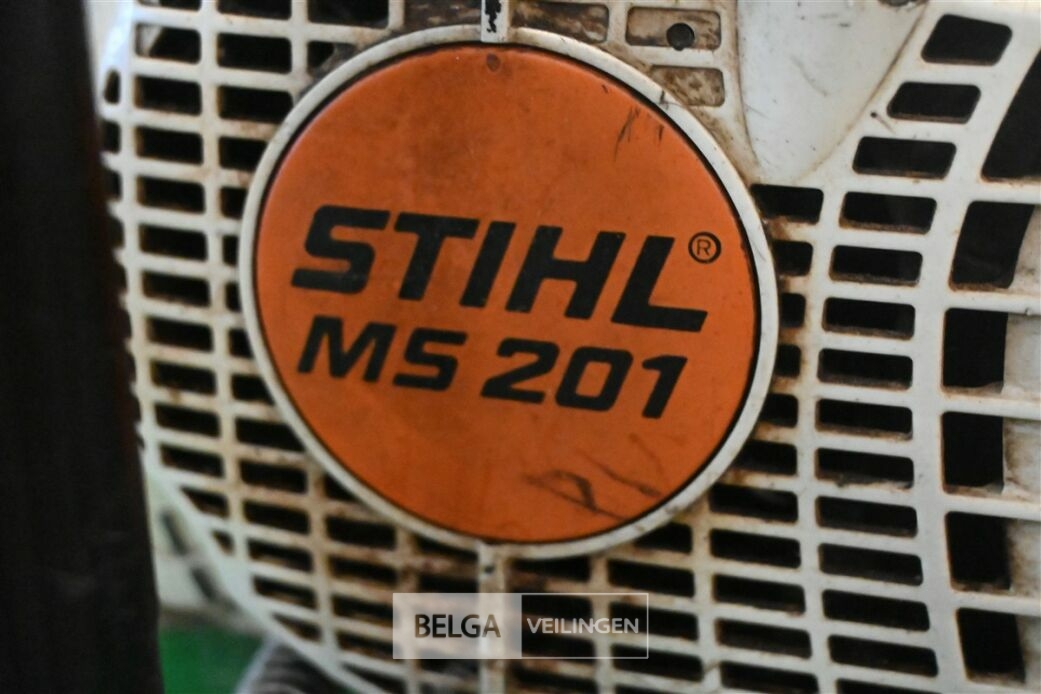 STIHL®
MS 201
BELGA VEILINGEN